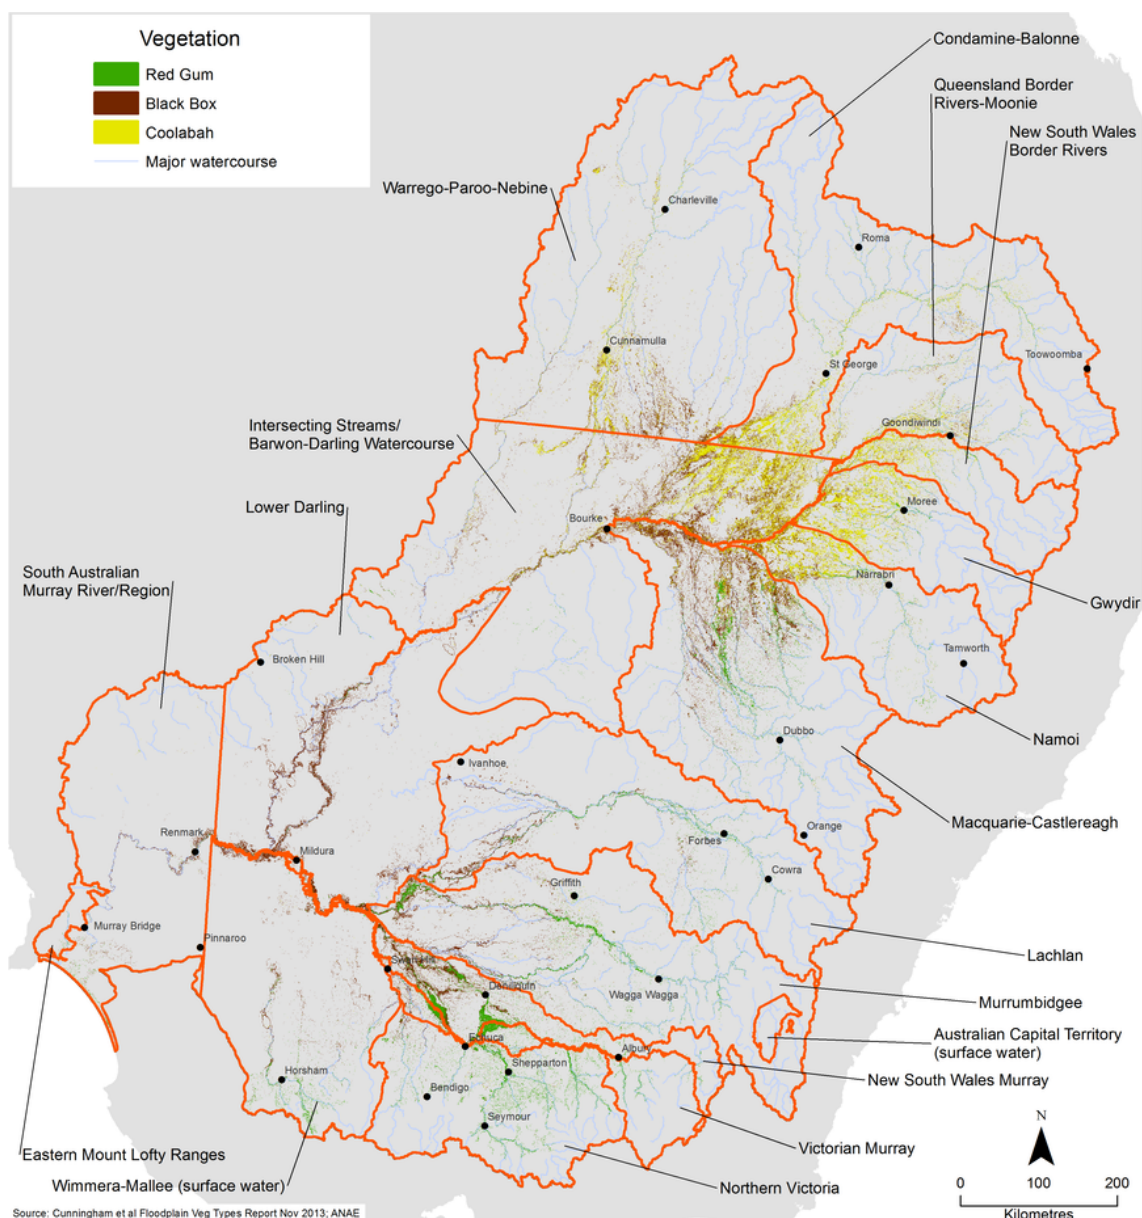 Vegetation
Red Gum
Black Box
Coolabah
Major watercourse
Condamine-Balonne
Queensland Border
Rivers-Moonie
New South Wales
Border Rivers
Warrego-Paroo-Nebine
Charleville
Roma
Cunnamulla
St George
Toowoomba
Intersecting Streams/
Barwon-Darling Watercourse
Goondiwindi
Lower Darling
Moree
Bourke
South Australian
Murray River/Region
Narrabri
Gwydir
Broken Hill
Tamworth
Namoi
Dubbo
Ivanhoe
Macquarie-Castlereagh
Renmark
Mildura
Forbes
Orange
Griffith
Cowra
Murray Bridge
Pinnaroo
Lachlan
Swan Hill
Deniliquin
Wagga Wagga
Murrumbidgee
Australian Capital Territory
(surface water)
Echuca
Albury
Shepparton
New South Wales Murray
Horsham
Bendigo
Seymour
N
Victorian Murray
Eastern Mount Lofty Ranges
Wimmera-Mallee (surface water)
Northern Victoria
0 100 200
Kilometres
Source: Cunningham et al Floodplain Veg Types Report Nov 2013; ANAE